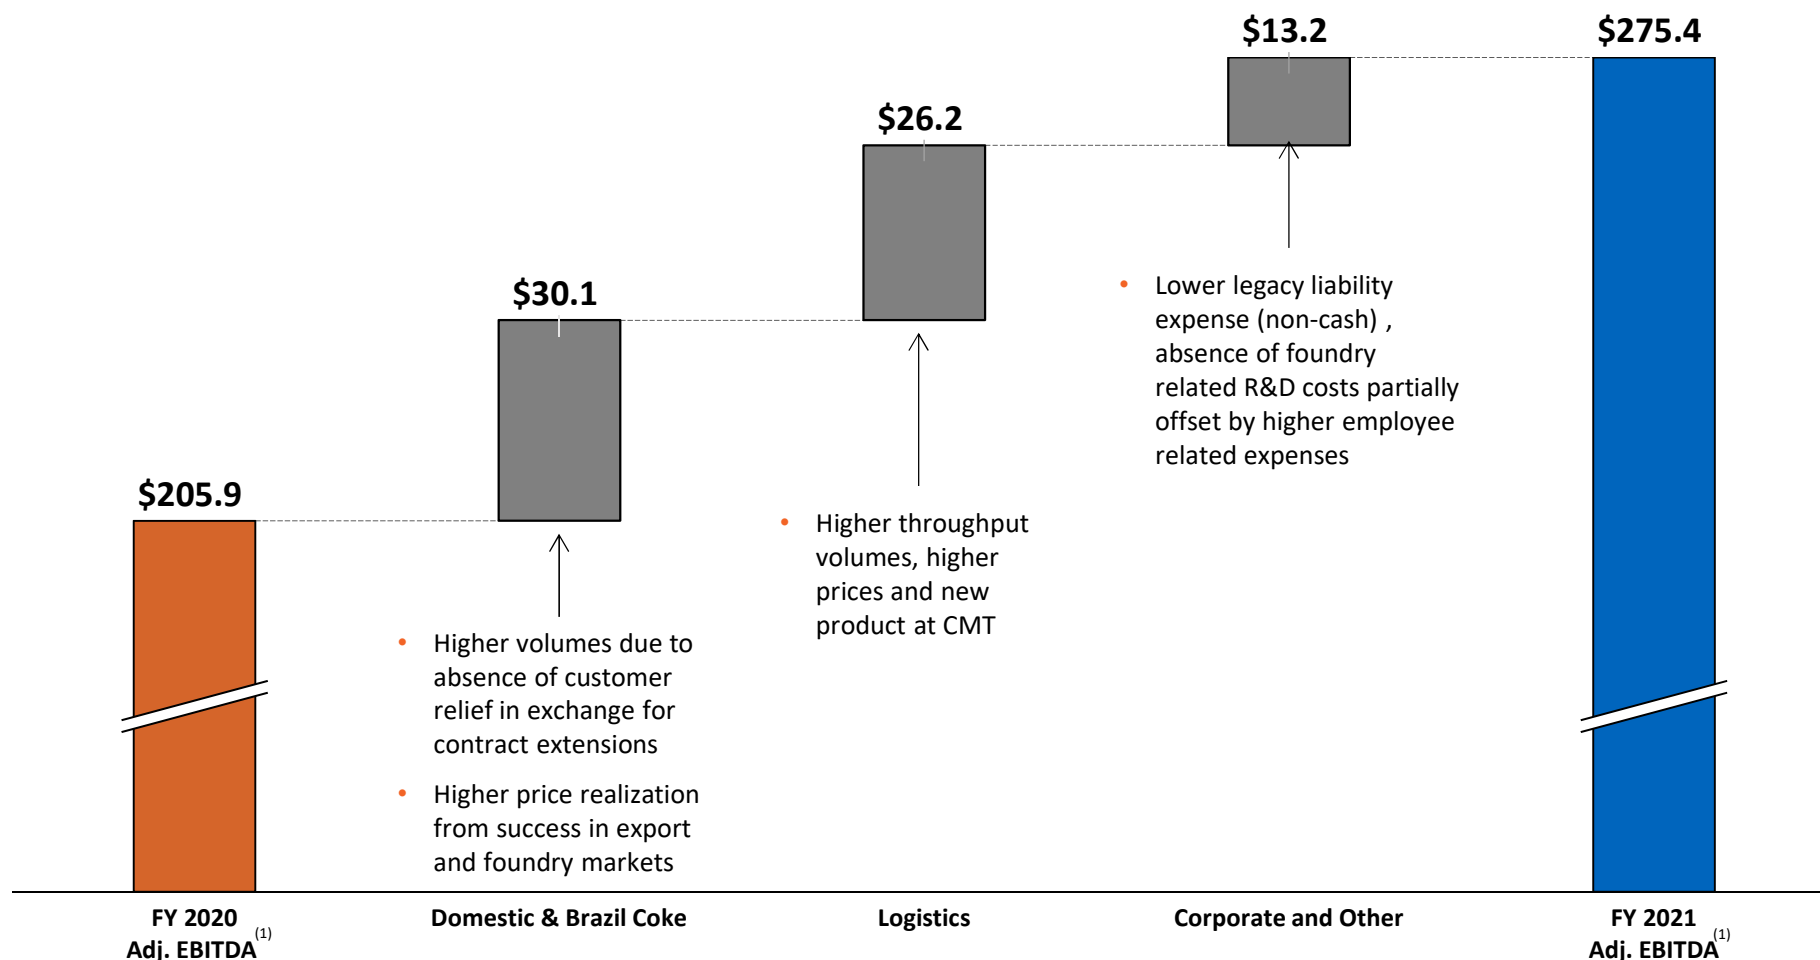 $13.2
$275.4
$26.2
$30.1
$205.9
• Lower legacy liability
expense (non-cash) ,
absence of foundry
related R&D costs partially
offset by higher employee
related expenses
• Higher throughput
volumes, higher
prices and new
product at CMT
• Higher volumes due to
absence of customer
relief in exchange for
contract extensions
• Higher price realization
from success in export
and foundry markets
FY 2020
Adj. EBITDA(1)
Domestic & Brazil Coke
Logistics
Corporate and Other
FY 2021
Adj. EBITDA(1)